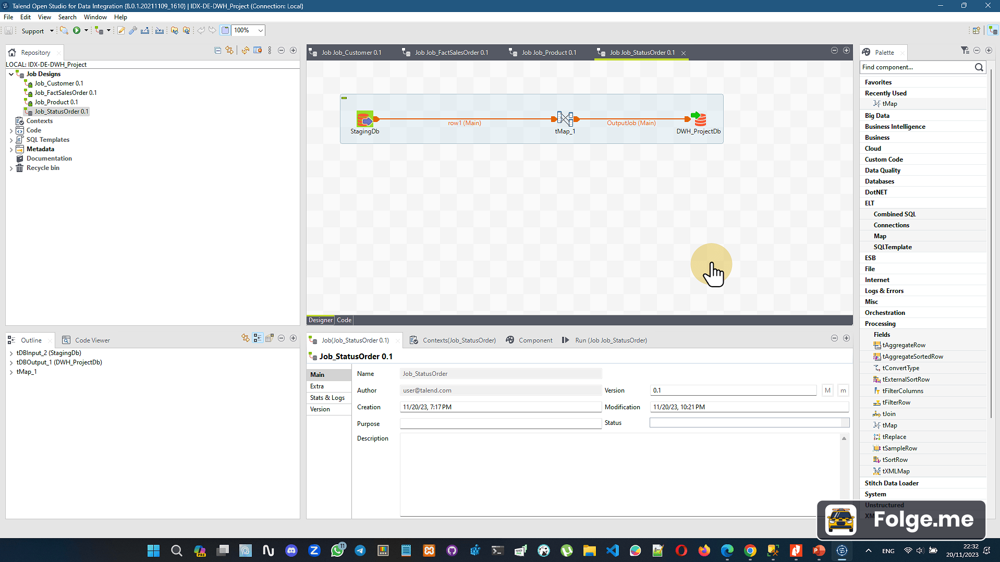 Talend Open Studio for Data Integration (8.0.1.20211109_1610) | IDX-DE-DWH_Project (Connection: Local)
File Edit View Search Window Help
Support 100%
Repository
LOCAL: IDX-DE-DWH_Project
Job Designs
Job_Customer 0.1
Job_FactSalesOrder 0.1
Job_Product 0.1
Job_StatusOrder 0.1
Contexts
Code
SQL Templates
Metadata
Documentation
Recycle bin
Job Job_Customer 0.1 Job Job_FactSalesOrder 0.1 Job Job_Product 0.1 Job Job_StatusOrder 0.1
row1 (Main) OutputJob (Main)
StagingDb tMap_1 DWH_ProjectDb
Designer Code
Palette
Find component...
Favorites
Recently Used
tMap
Big Data
Business Intelligence
Business
Cloud
Custom Code
Data Quality
Databases
DotNET
ELT
Combined SQL
Connections
Map
SQLTemplate
ESB
File
Internet
Logs & Errors
Misc
Orchestration
Processing
Fields
tAggregateRow
tAggregateSortedRow
tConvertType
tExternalSortRow
tFilterColumns
tFilterRow
tJoin
tMap
tReplace
tSampleRow
tSortRow
tXMLMap
Stitch Data Loader
System
Unstructured
XM
Outline Code Viewer
tDBInput_2 (StagingDb)
tDBOutput_1 (DWH_ProjectDb)
tMap_1
Job(Job_StatusOrder 0.1) Contexts(Job_StatusOrder) Component Run (Job Job_StatusOrder)
Job_StatusOrder 0.1
Main
Extra
Stats & Logs
Version
Name Job_StatusOrder
Author user@talend.com Version 0.1 M m
Creation 11/20/23, 7:17 PM Modification 11/20/23, 10:21 PM
Purpose Status
Description
Folge.me
PRE
11
ENG
22:32
20/11/2023